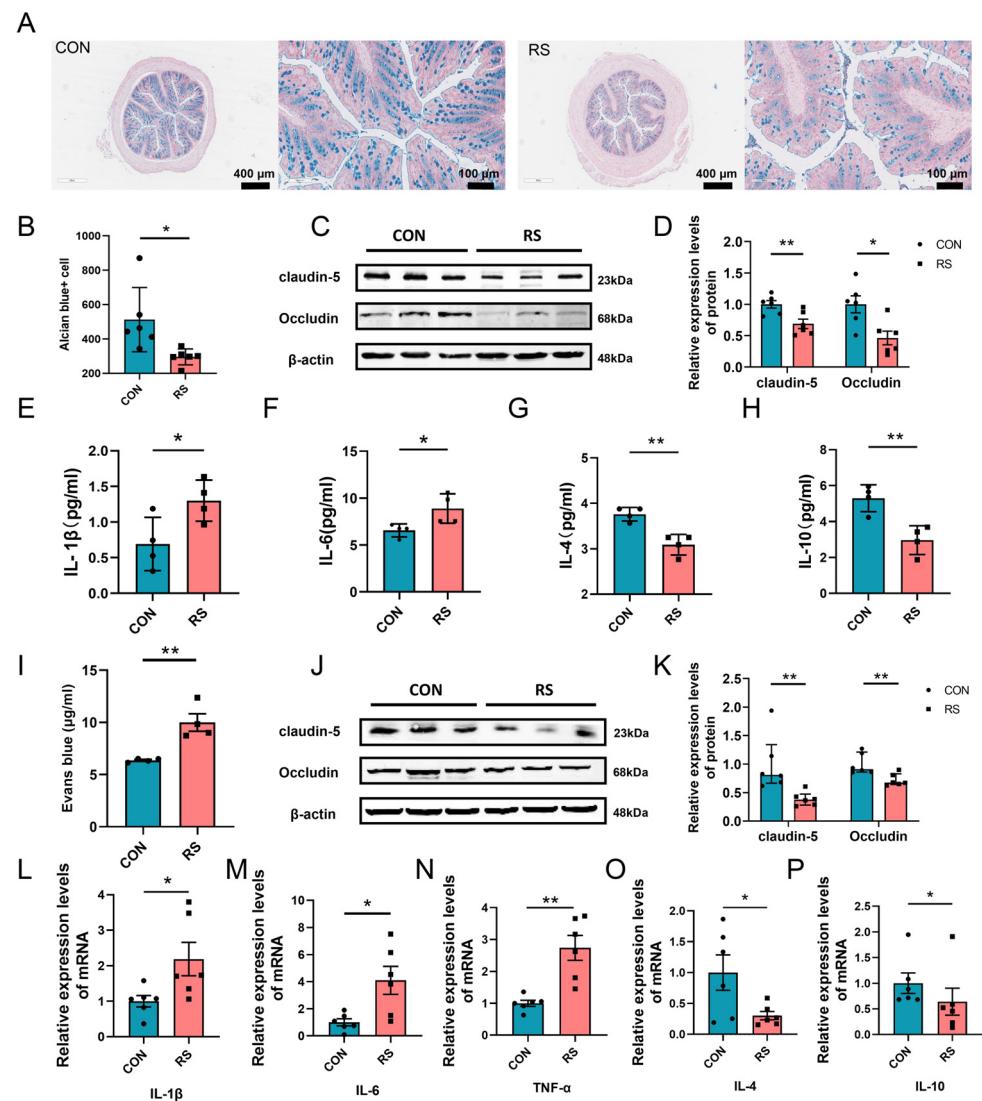 A
CON
400 μm
100 μm
RS
400 μm
100 μm
B
Alcian blue+ cell
1000
800
600
400
200
CON
RS
*
C
CON
RS
claudin-5
23kDa
Occludin
68kDa
β-actin
48kDa
D
Relative expression levels
of protein
2.0
1.5
1.0
0.5
0.0
**
*
claudin-5
Occludin
CON
RS
E
IL-1β (pg/ml)
2.0
1.5
1.0
0.5
0.0
*
CON
RS
F
IL-6(pg/ml)
15
10
5
0
*
CON
RS
G
IL-4 (pg/ml)
5
4
3
2
**
CON
RS
H
IL-10 (pg/ml)
8
6
4
2
0
**
CON
RS
I
Evans blue (μg/ml)
15
10
5
0
**
CON
RS
J
CON
RS
claudin-5
23kDa
Occludin
68kDa
β-actin
48kDa
K
Relative expression levels
of protein
2.5
2.0
1.5
1.0
0.5
0.0
**
**
claudin-5
Occludin
CON
RS
L
Relative expression levels
of mRNA
4
3
2
1
0
*
CON
RS
IL-1β
M
Relative expression levels
of mRNA
10
8
6
4
2
0
*
CON
RS
IL-6
N
Relative expression levels
of mRNA
4
3
2
1
0
**
CON
RS
TNF-α
O
Relative expression levels
of mRNA
2.0
1.5
1.0
0.5
0.0
*
CON
RS
IL-4
P
Relative expression levels
of mRNA
3
2
1
0
*
CON
RS
IL-10